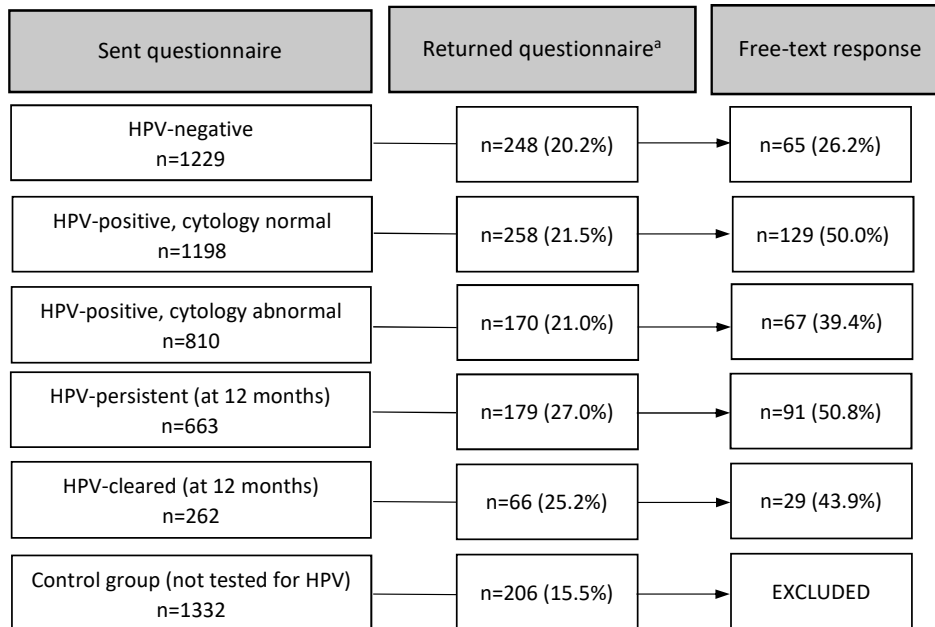 Sent questionnaire
Returned questionnaireª
Free-text response
HPV-negative
n=1229
n=248 (20.2%)
n=65 (26.2%)
HPV-positive, cytology normal
n=1198
n=258 (21.5%)
n=129 (50.0%)
HPV-positive, cytology abnormal
n=810
n=170 (21.0%)
n=67 (39.4%)
HPV-persistent (at 12 months)
n=663
n=179 (27.0%)
n=91 (50.8%)
HPV-cleared (at 12 months)
n=262
n=66 (25.2%)
n=29 (43.9%)
Control group (not tested for HPV)
n=1332
n=206 (15.5%)
EXCLUDED